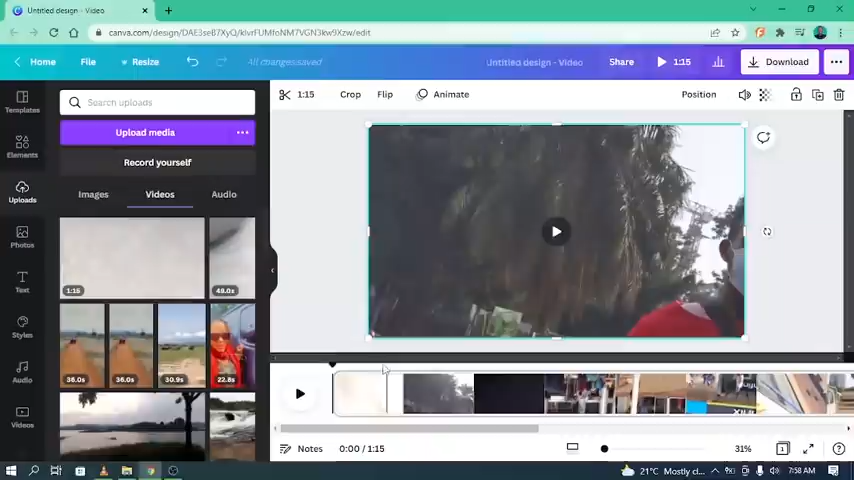 Untitled design - Video
canva.com/design/DAE3seB7XyQ/klvrFUMfoNM7VGN3kw9Xzw/edit
Home
File
Resize
All changes saved
Untitled design - Video
Share
1:15
Download
1:15
Crop
Flip
Animate
Position
Templates
Elements
Uploads
Photos
Text
Styles
Audio
Videos
Search uploads
Upload media
Record yourself
Images
Videos
Audio
1:15
48.0s
36.0s
36.0s
30.9s
22.8s
Notes
0:00 / 1:15
31%
1
21°C Mostly c...
7:58 AM